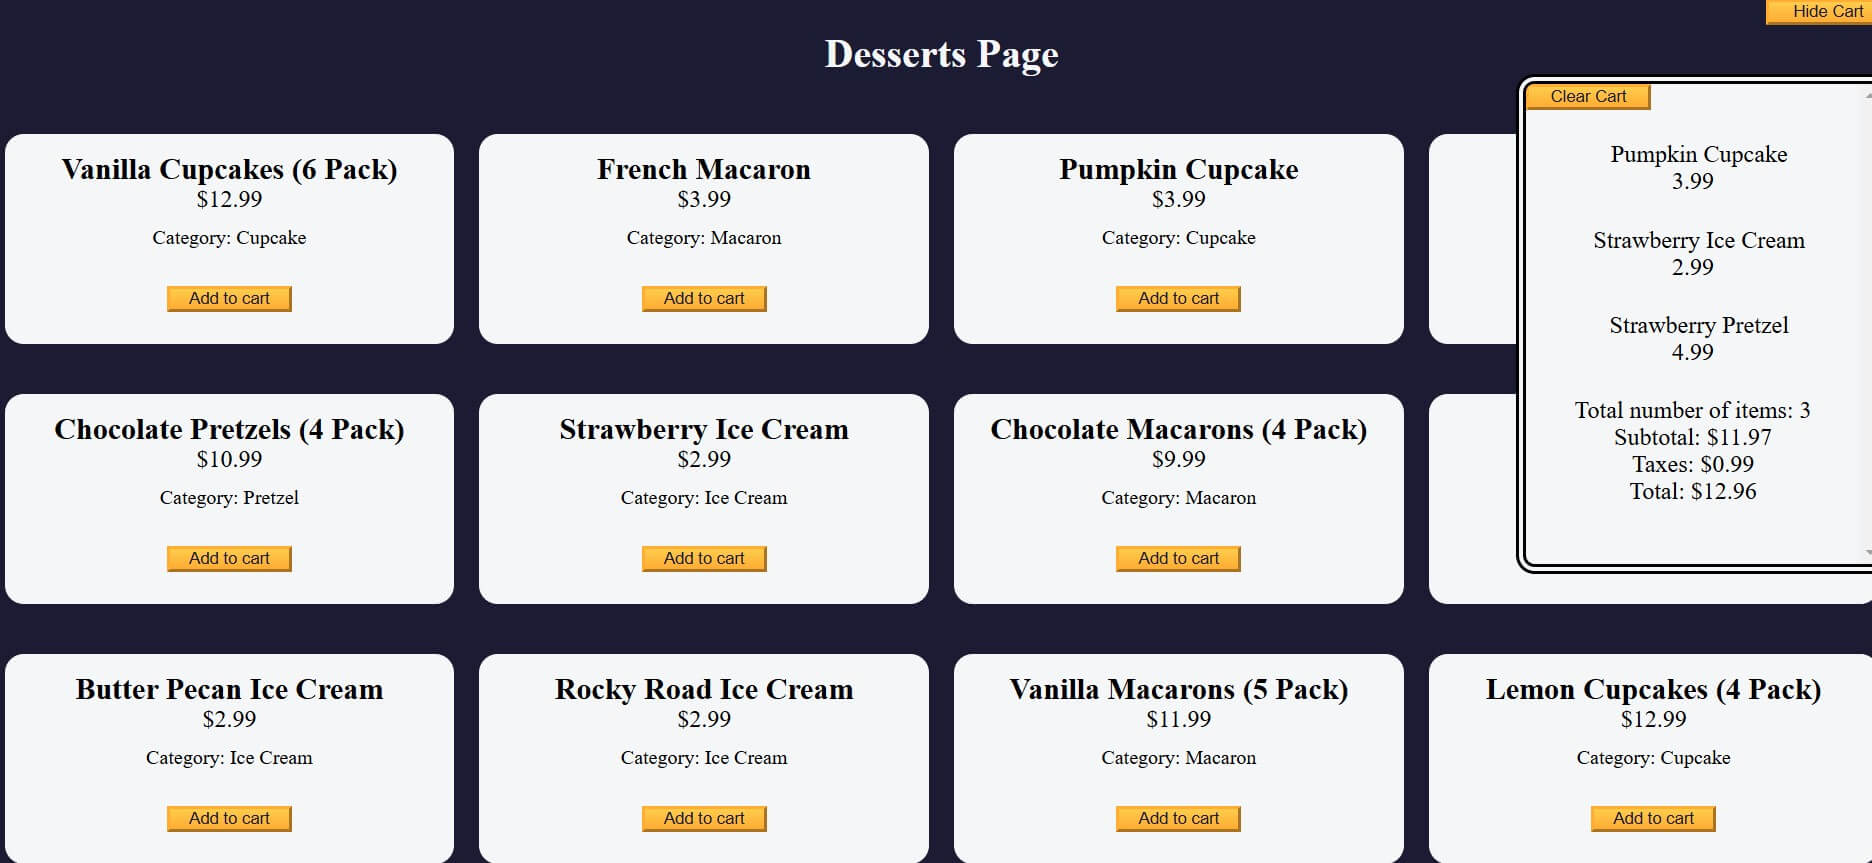 Hide Cart
Desserts Page
Clear Cart
Pumpkin Cupcake
3.99
Strawberry Ice Cream
2.99
Strawberry Pretzel
4.99
Total number of items: 3
Subtotal: $11.97
Taxes: $0.99
Total: $12.96
Vanilla Cupcakes (6 Pack)
$12.99
Category: Cupcake
Add to cart
French Macaron
$3.99
Category: Macaron
Add to cart
Pumpkin Cupcake
$3.99
Category: Cupcake
Add to cart
Chocolate Pretzels (4 Pack)
$10.99
Category: Pretzel
Add to cart
Strawberry Ice Cream
$2.99
Category: Ice Cream
Add to cart
Chocolate Macarons (4 Pack)
$9.99
Category: Macaron
Add to cart
Butter Pecan Ice Cream
$2.99
Category: Ice Cream
Add to cart
Rocky Road Ice Cream
$2.99
Category: Ice Cream
Add to cart
Vanilla Macarons (5 Pack)
$11.99
Category: Macaron
Add to cart
Lemon Cupcakes (4 Pack)
$12.99
Category: Cupcake
Add to cart